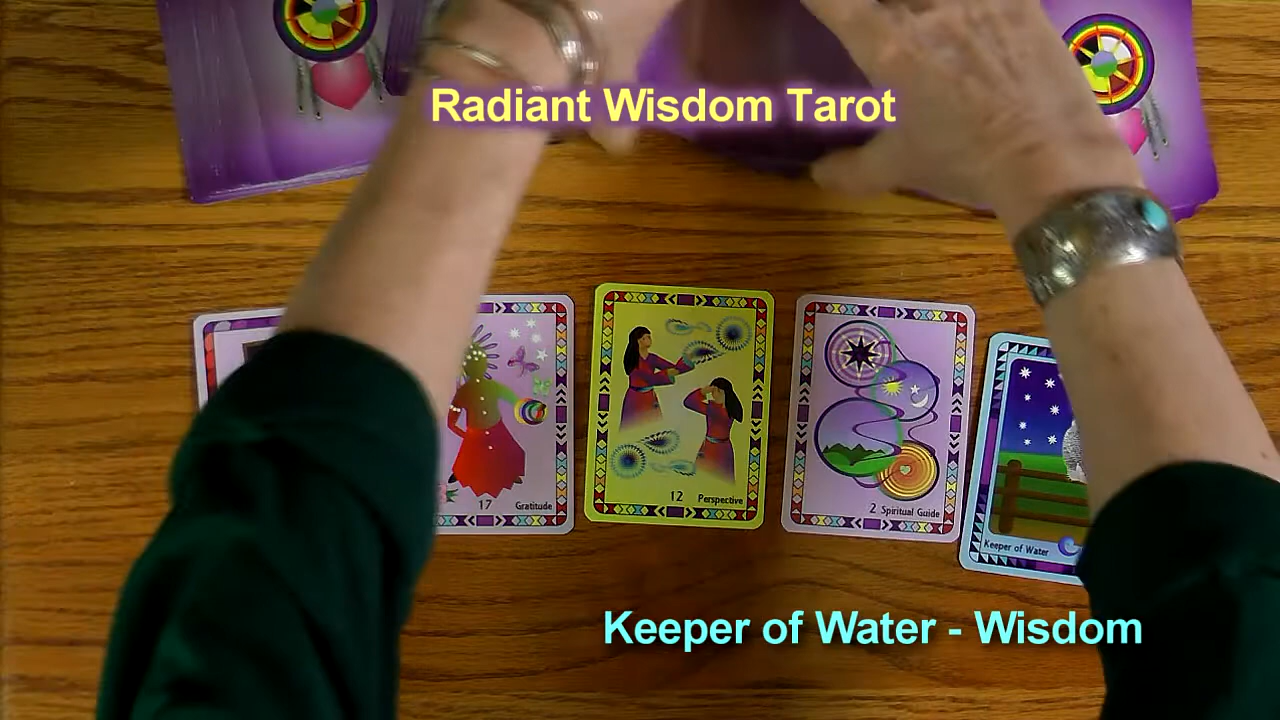 Radiant Wisdom Tarot
17 Gratitude
12 Perspective
2 Spiritual Guide
Keeper of Water
Keeper of Water - Wisdom